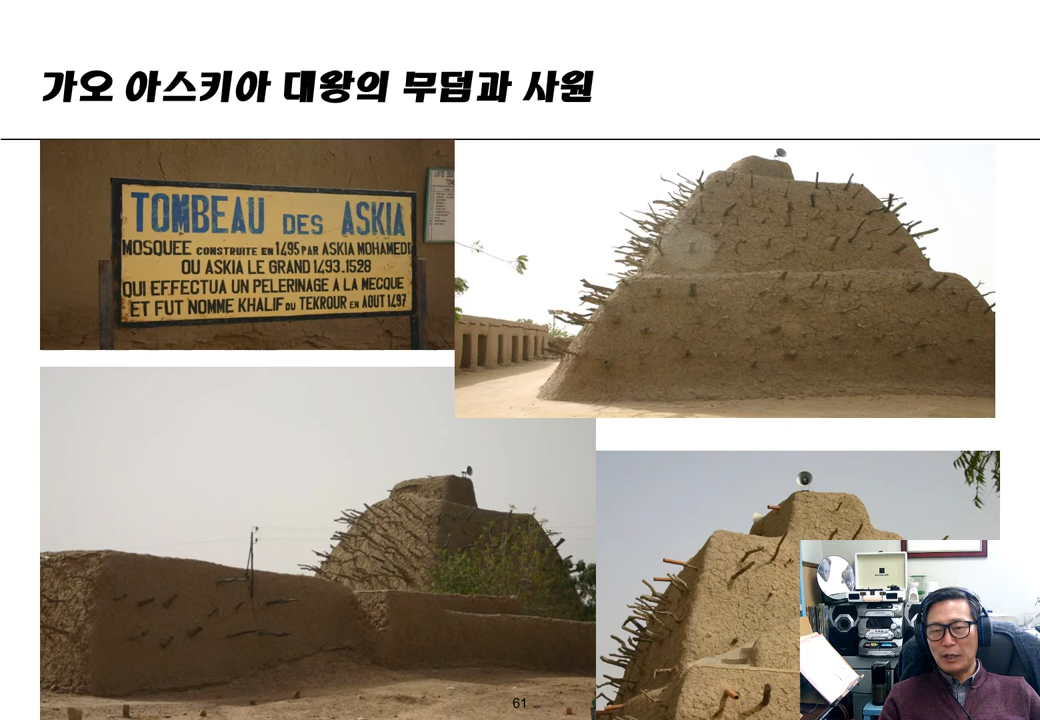 가오 아스키아 대왕의 무덤과 사원
TOMBEAU DES ASKIA
MOSQUEE CONSTRUITE EN 1495 PAR ASKIA MOHAMED
OU ASKIA LE GRAND 1493.1528
QUI EFFECTUA UN PELERINAGE A LA MECQUE
ET FUT NOMME KHALIF DU TEKROUR EN AOUT 1497
61